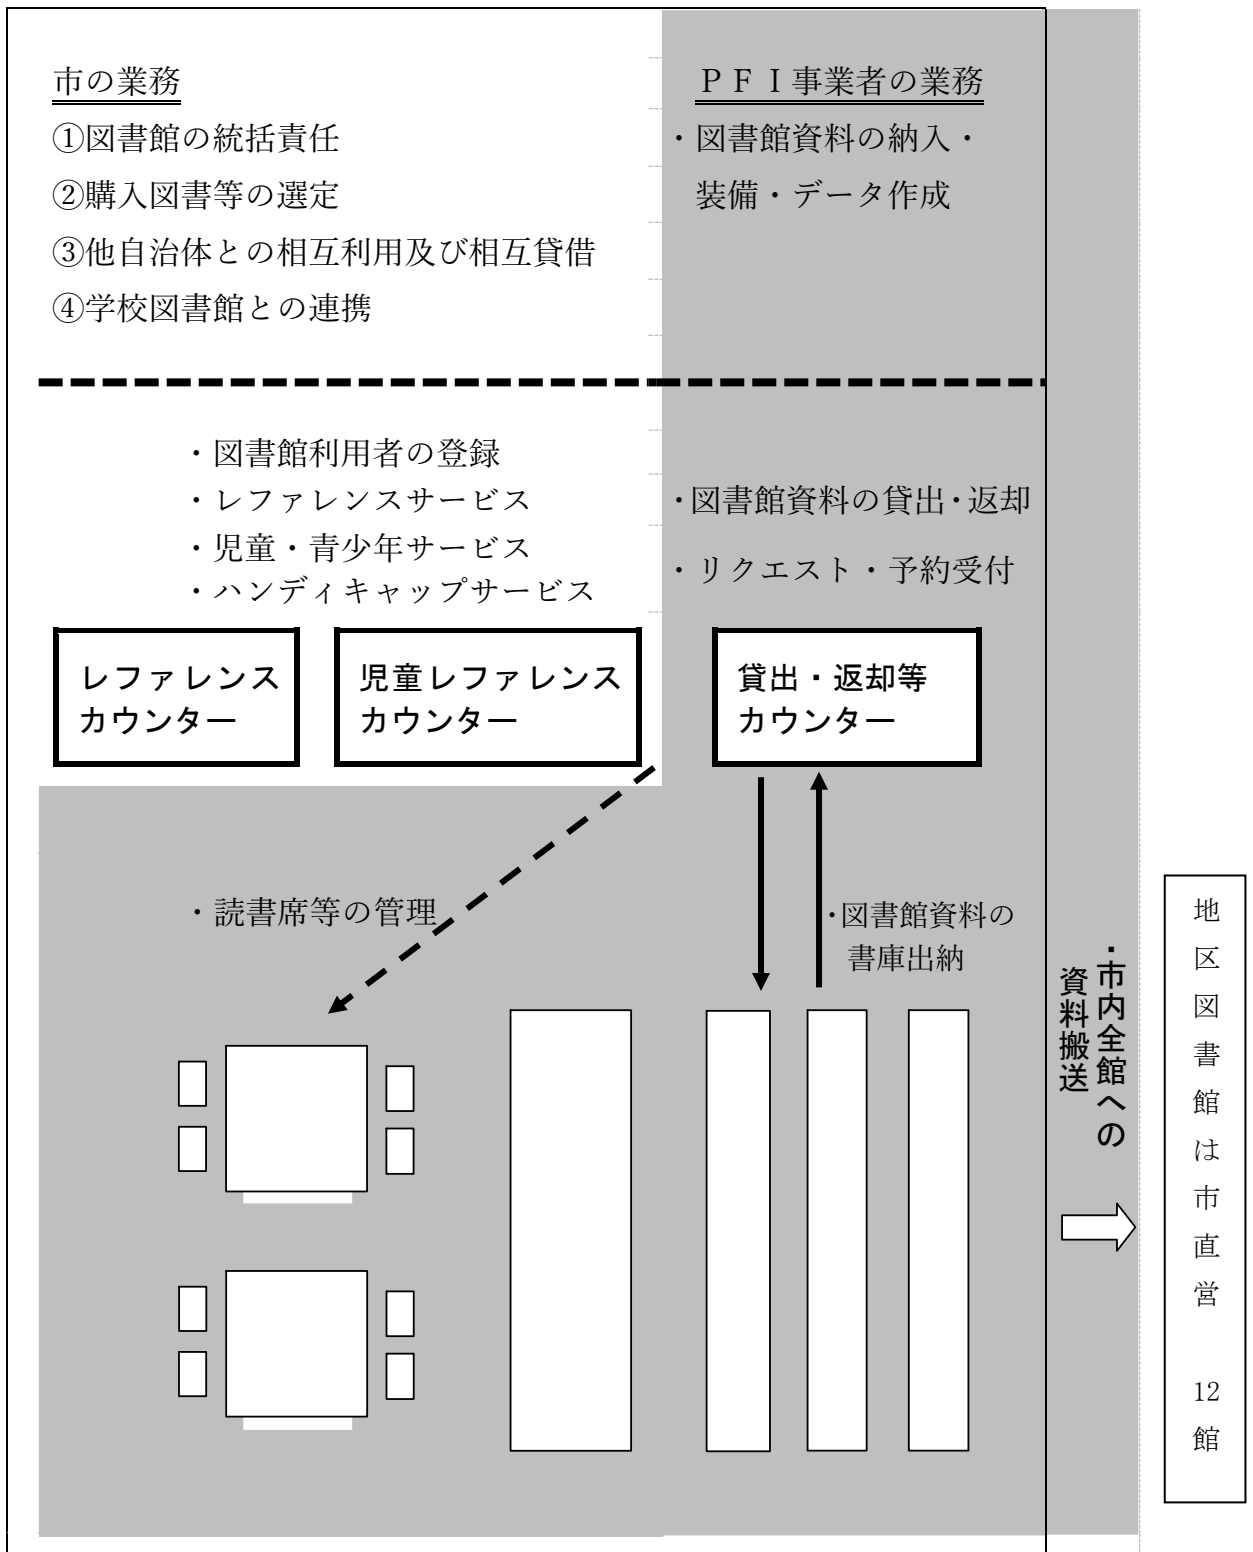 市の業務
①図書館の統括責任
②購入図書等の選定
③他自治体との相互利用及び相互貸借
④学校図書館との連携
ＰＦＩ事業者の業務
・図書館資料の納入・
装備・データ作成
・図書館利用者の登録
・レファレンスサービス
・児童・青少年サービス
・ハンディキャップサービス
・図書館資料の貸出・返却
・リクエスト・予約受付
レファレンス
カウンター
児童レファレンス
カウンター
貸出・返却等
カウンター
・読書席等の管理
・図書館資料の
書庫出納
・市内全館への
資料搬送
地区図書館は市直営　12館